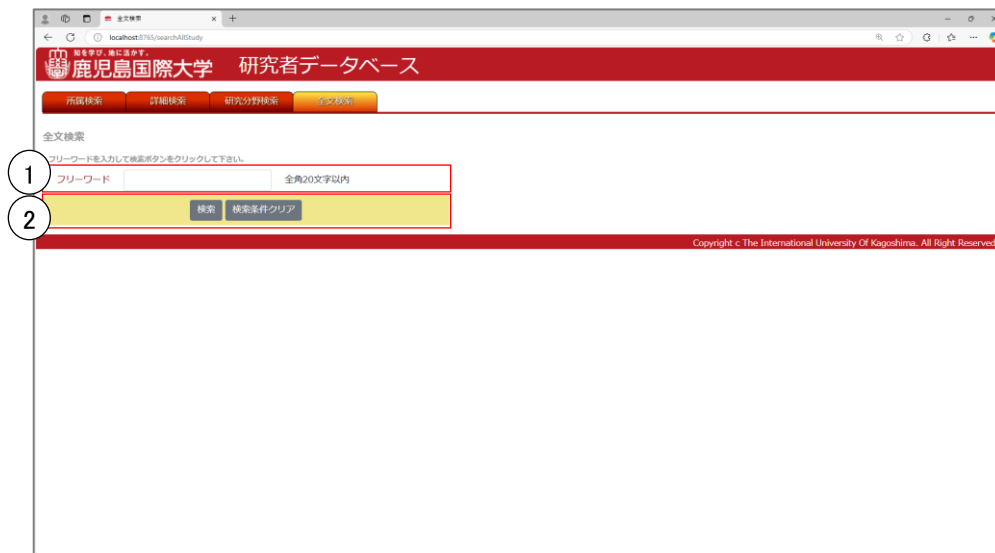 全文検索
localhost:8765/searchAllStudy
知を学び、地に活かす。
鹿児島国際大学 研究者データベース
所属検索 詳細検索 研究分野検索 全文検索
全文検索
フリーワードを入力して検索ボタンをクリックして下さい。
1 フリーワード 全角20文字以内
2 検索 検索条件クリア
Copyright c The International University Of Kagoshima. All Right Reserved